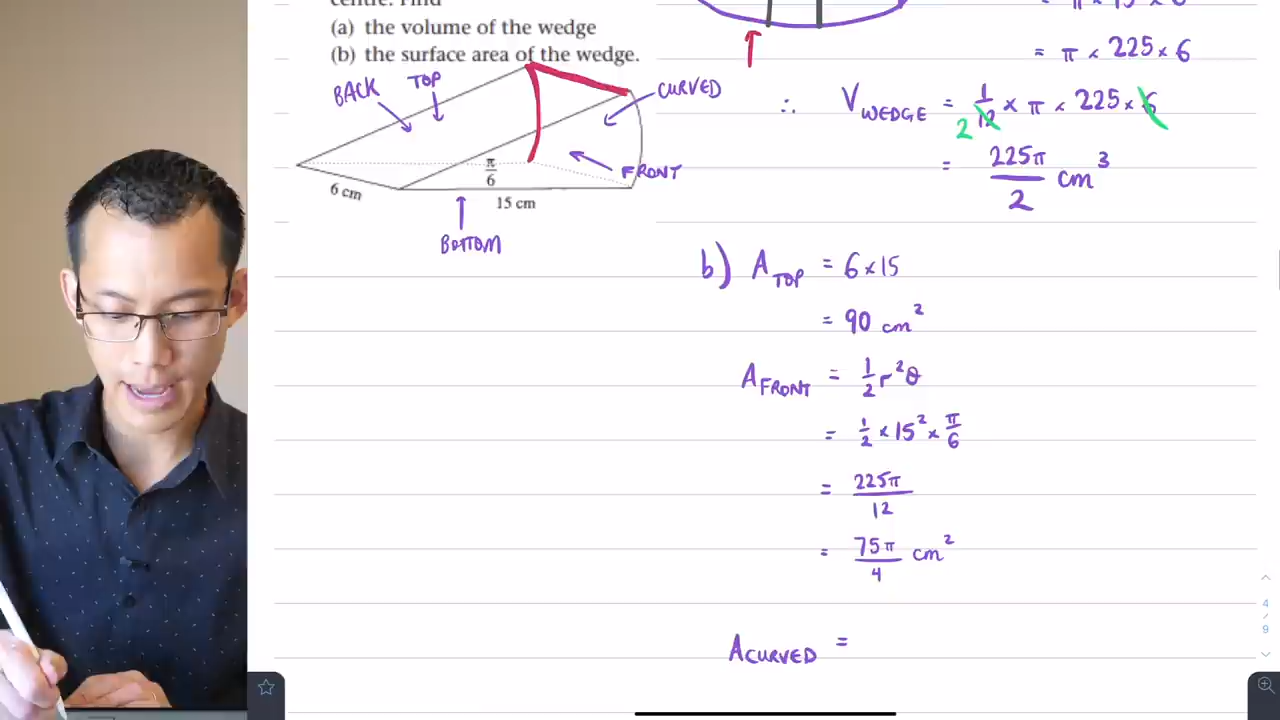 centre. Find
(a) the volume of the wedge
(b) the surface area of the wedge.
BACK
TOP
CURVED
π/6
FRONT
6 cm
15 cm
BOTTOM
= π × 225 × 6
∴ V WEDGE = 1/12 × π × 225 × 6
2
= 225π/2 cm³
b) A TOP = 6 × 15
= 90 cm²
A FRONT = 1/2 r²θ
= 1/2 × 15² × π/6
= 225π/12
= 75π/4 cm²
A CURVED =
4
/
9